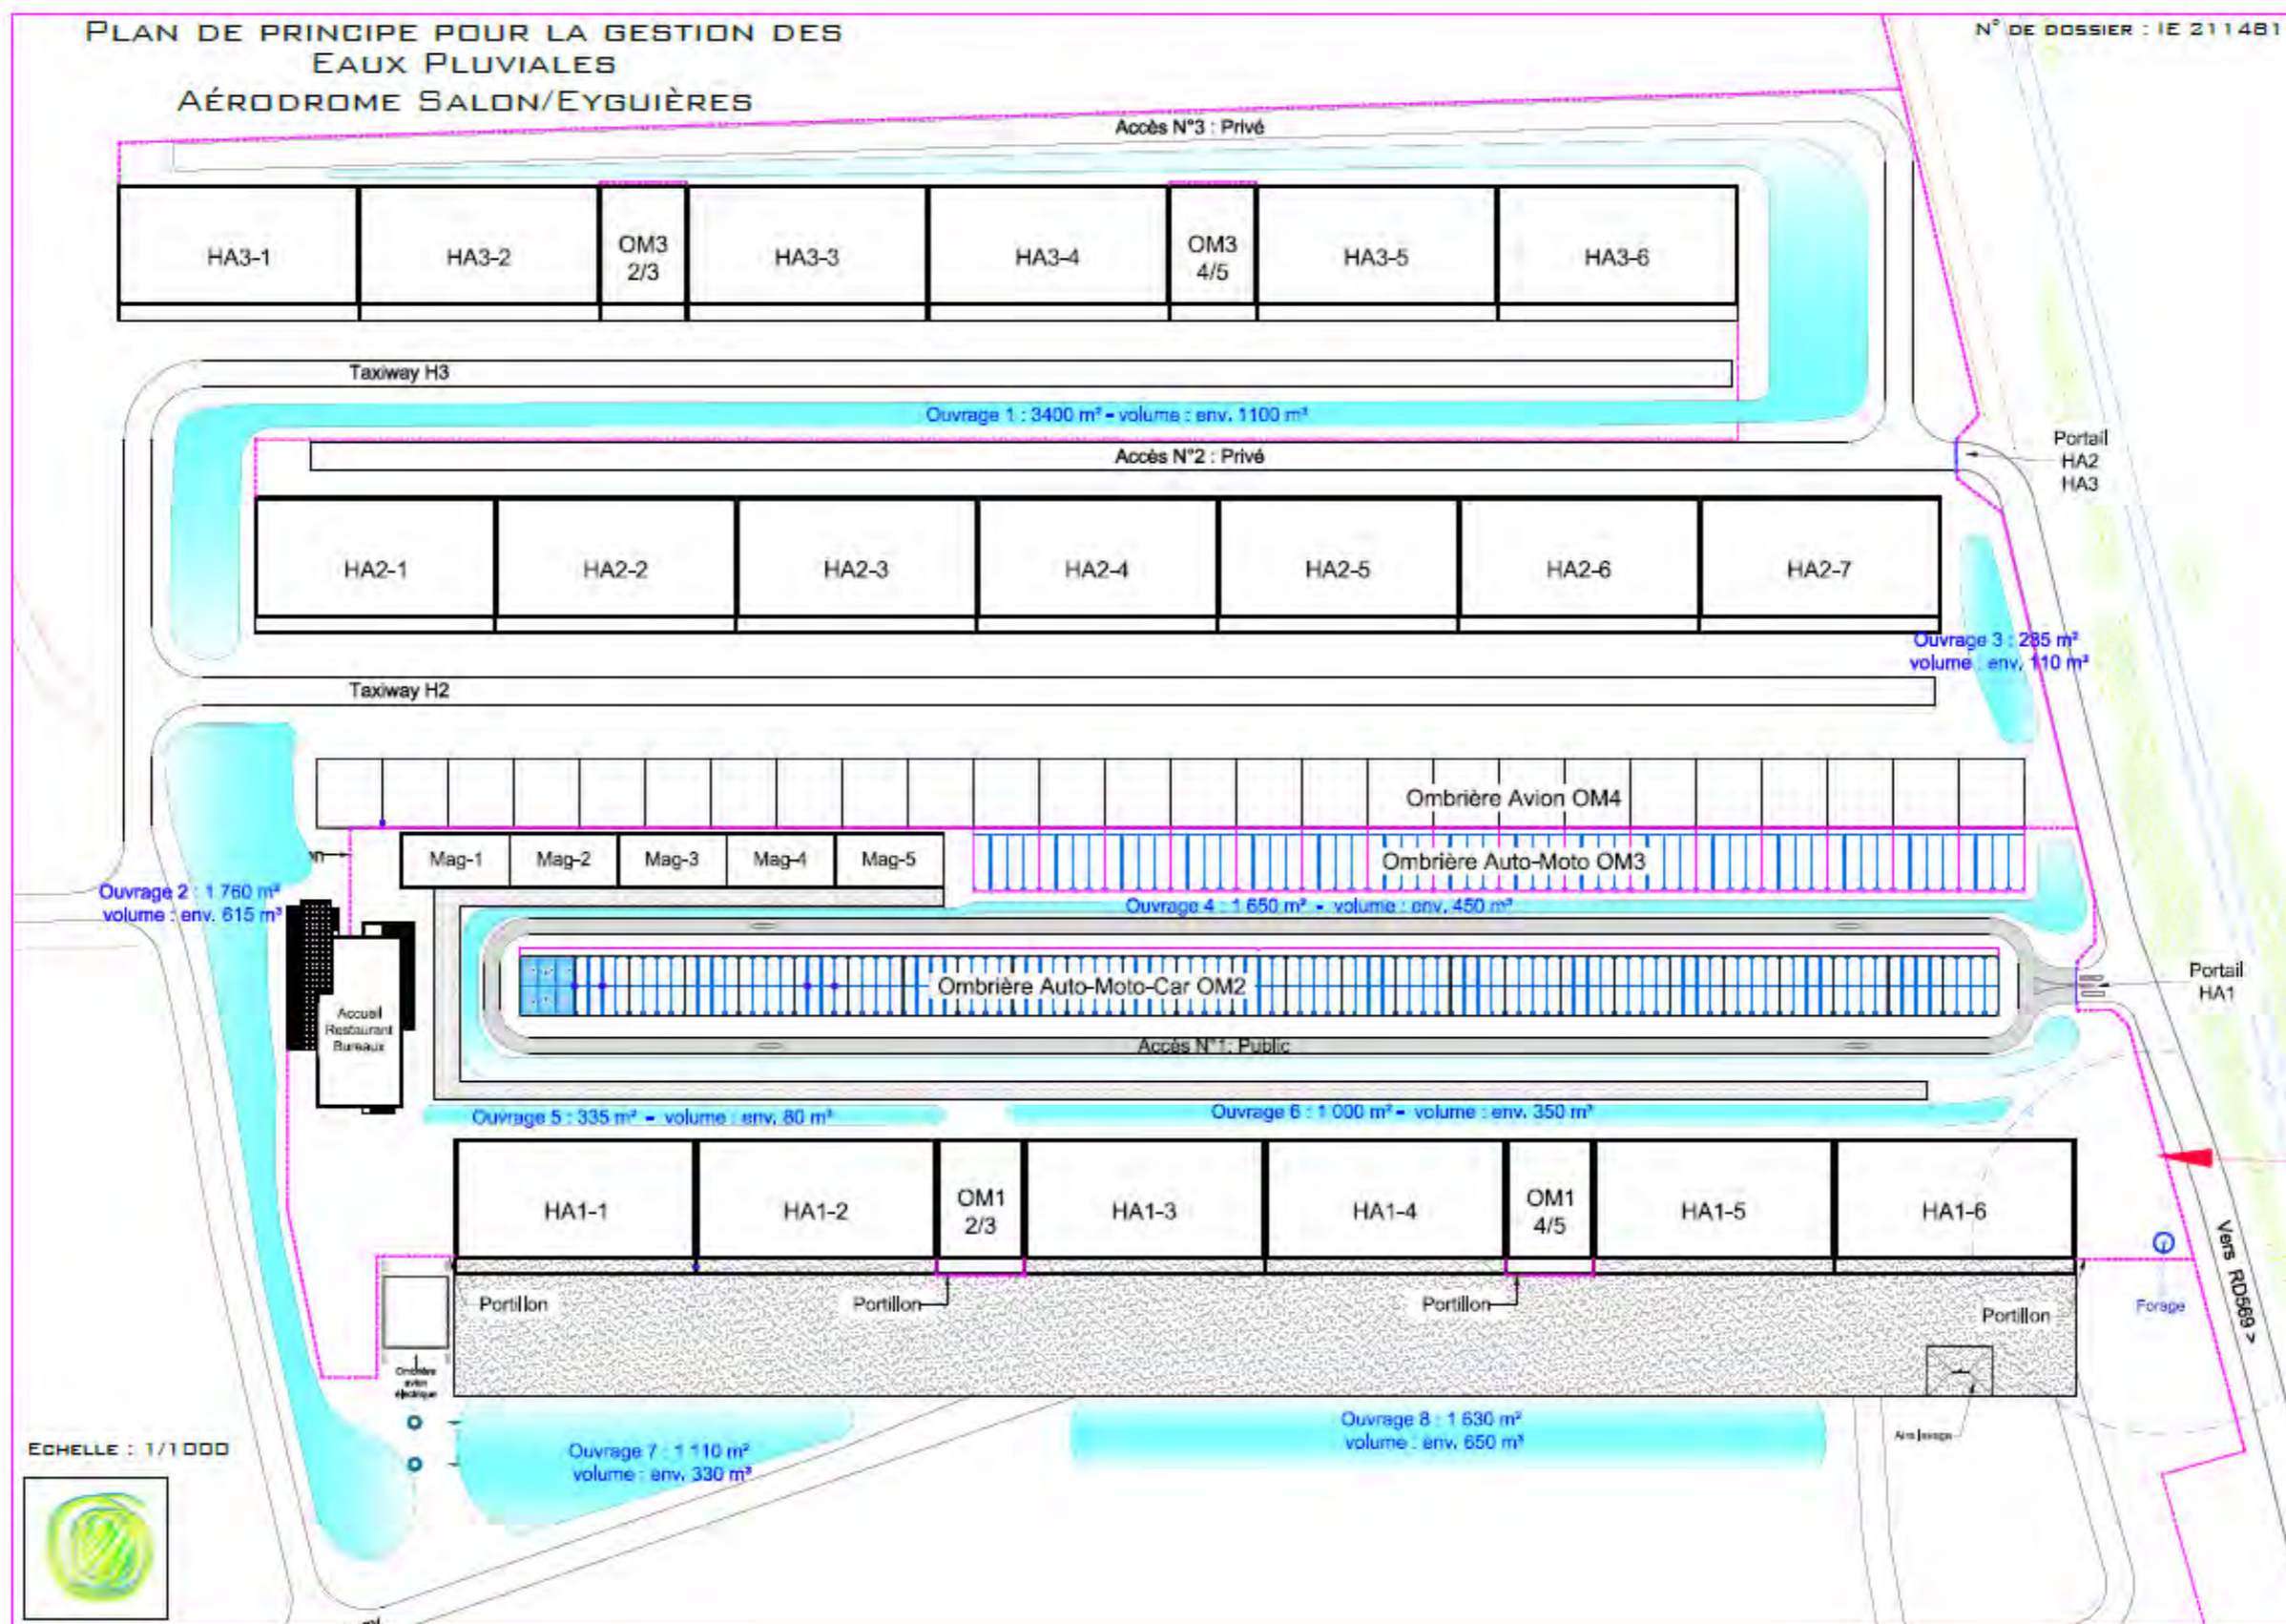 PLAN DE PRINCIPE POUR LA GESTION DES
EAUX PLUVIALES
AÉRODROME SALON/EYGUIÈRES
N° DE DOSSIER : IE 211481
Accès N°3 : Privé
HA3-1
HA3-2
OM3
2/3
HA3-3
HA3-4
OM3
4/5
HA3-5
HA3-6
Taxiway H3
Ouvrage 1 : 3400 m² - volume : env. 1100 m³
Accès N°2 : Privé
Portail
HA2
HA3
HA2-1
HA2-2
HA2-3
HA2-4
HA2-5
HA2-6
HA2-7
Ouvrage 3 : 285 m²
volume : env. 110 m³
Taxiway H2
Ombrière Avion OM4
Mag-1
Mag-2
Mag-3
Mag-4
Mag-5
Ombrière Auto-Moto OM3
Ouvrage 2 : 1 760 m²
volume : env. 615 m³
Ouvrage 4 : 1 650 m² - volume : env. 450 m³
Ombrière Auto-Moto-Car OM2
Portail
HA1
Accueil
Restaurant
Bureaux
Accès N°1: Public
Ouvrage 5 : 335 m² - volume : env. 80 m³
Ouvrage 6 : 1 000 m² - volume : env. 350 m³
HA1-1
HA1-2
OM1
2/3
HA1-3
HA1-4
OM1
4/5
HA1-5
HA1-6
Vers RD569 >
Portillon
Portillon
Portillon
Portillon
Forage
Ombrière
avion
électrique
Aire lavage
Ouvrage 7 : 1 110 m²
volume : env. 330 m³
Ouvrage 8 : 1 630 m²
volume : env. 650 m³
ECHELLE : 1/1000